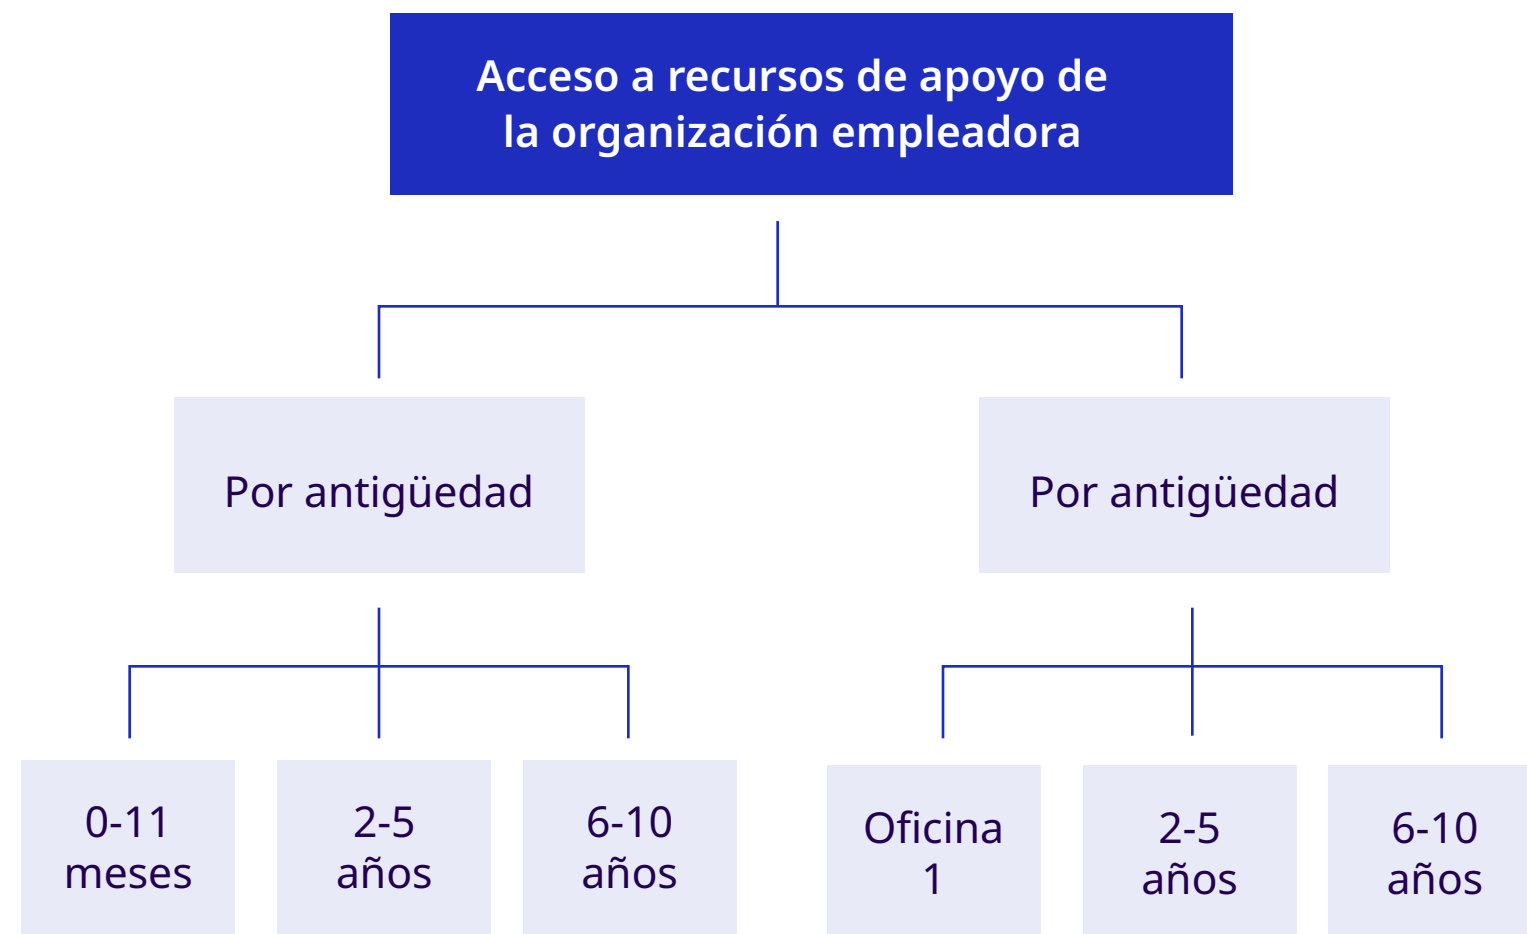 Acceso a recursos de apoyo de
la organización empleadora
Por antigüedad
Por antigüedad
0-11
meses
2-5
años
6-10
años
Oficina
1
2-5
años
6-10
años